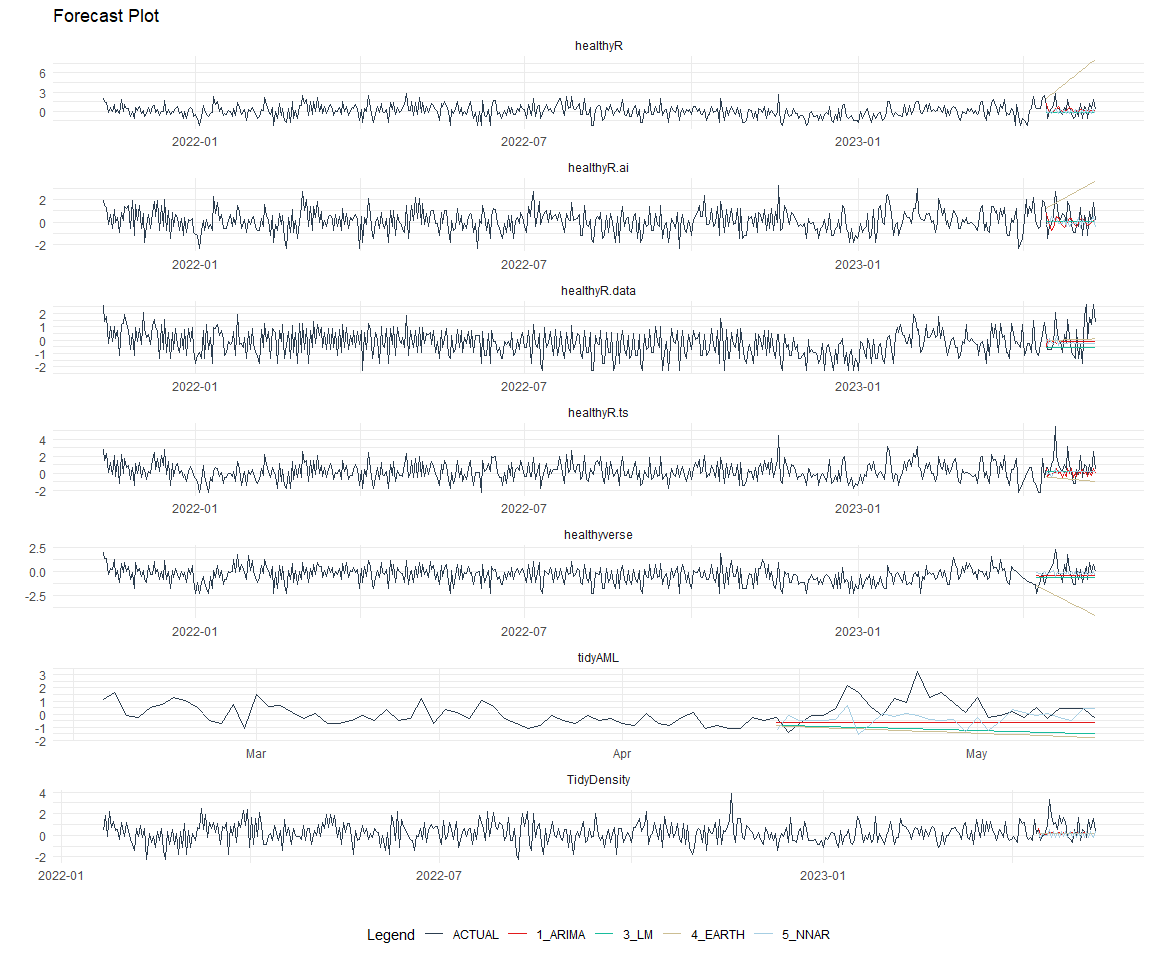 Forecast Plot
healthyR
6
3
0
2022-01 2022-07 2023-01
healthyR.ai
2
0
-2
2022-01 2022-07 2023-01
healthyR.data
2
1
0
-1
-2
2022-01 2022-07 2023-01
healthyR.ts
4
2
0
-2
2022-01 2022-07 2023-01
healthyverse
2.5
0.0
-2.5
2022-01 2022-07 2023-01
tidyAML
3
2
1
0
-1
-2
Mar Apr May
TidyDensity
4
2
0
-2
2022-01 2022-07 2023-01
Legend ACTUAL 1_ARIMA 3_LM 4_EARTH 5_NNAR